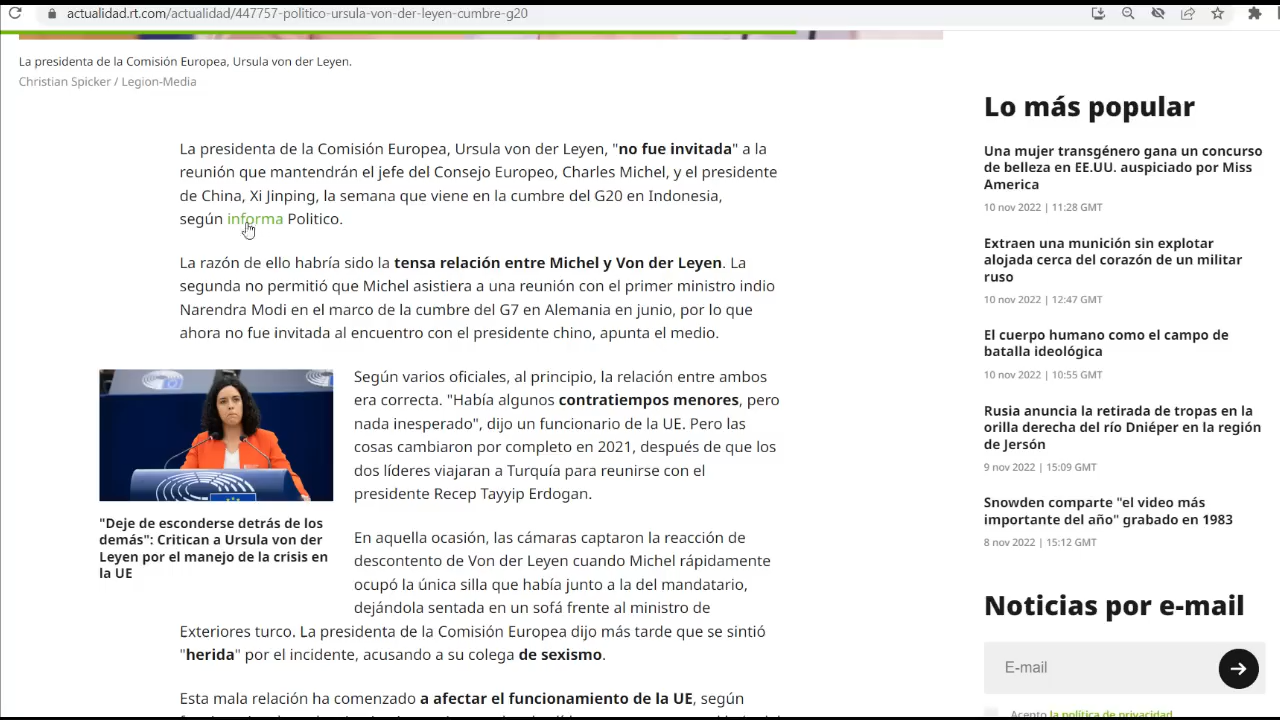 actualidad.rt.com/actualidad/447757-politico-ursula-von-der-leyen-cumbre-g20
La presidenta de la Comisión Europea, Ursula von der Leyen.
Christian Spicker / Legion-Media
La presidenta de la Comisión Europea, Ursula von der Leyen, "no fue invitada" a la
reunión que mantendrán el jefe del Consejo Europeo, Charles Michel, y el presidente
de China, Xi Jinping, la semana que viene en la cumbre del G20 en Indonesia,
según informa Politico.
La razón de ello habría sido la tensa relación entre Michel y Von der Leyen. La
segunda no permitió que Michel asistiera a una reunión con el primer ministro indio
Narendra Modi en el marco de la cumbre del G7 en Alemania en junio, por lo que
ahora no fue invitada al encuentro con el presidente chino, apunta el medio.
"Deje de esconderse detrás de los
demás": Critican a Ursula von der
Leyen por el manejo de la crisis en
la UE
Según varios oficiales, al principio, la relación entre ambos
era correcta. "Había algunos contratiempos menores, pero
nada inesperado", dijo un funcionario de la UE. Pero las
cosas cambiaron por completo en 2021, después de que los
dos líderes viajaran a Turquía para reunirse con el
presidente Recep Tayyip Erdogan.
En aquella ocasión, las cámaras captaron la reacción de
descontento de Von der Leyen cuando Michel rápidamente
ocupó la única silla que había junto a la del mandatario,
dejándola sentada en un sofá frente al ministro de
Exteriores turco. La presidenta de la Comisión Europea dijo más tarde que se sintió
"herida" por el incidente, acusando a su colega de sexismo.
Esta mala relación ha comenzado a afectar el funcionamiento de la UE, según
Lo más popular
Una mujer transgénero gana un concurso
de belleza en EE.UU. auspiciado por Miss
America
10 nov 2022 | 11:28 GMT
Extraen una munición sin explotar
alojada cerca del corazón de un militar
ruso
10 nov 2022 | 12:47 GMT
El cuerpo humano como el campo de
batalla ideológica
10 nov 2022 | 10:55 GMT
Rusia anuncia la retirada de tropas en la
orilla derecha del río Dniéper en la región
de Jersón
9 nov 2022 | 15:09 GMT
Snowden comparte "el video más
importante del año" grabado en 1983
8 nov 2022 | 15:12 GMT
Noticias por e-mail
E-mail
Acepto la política de privacidad